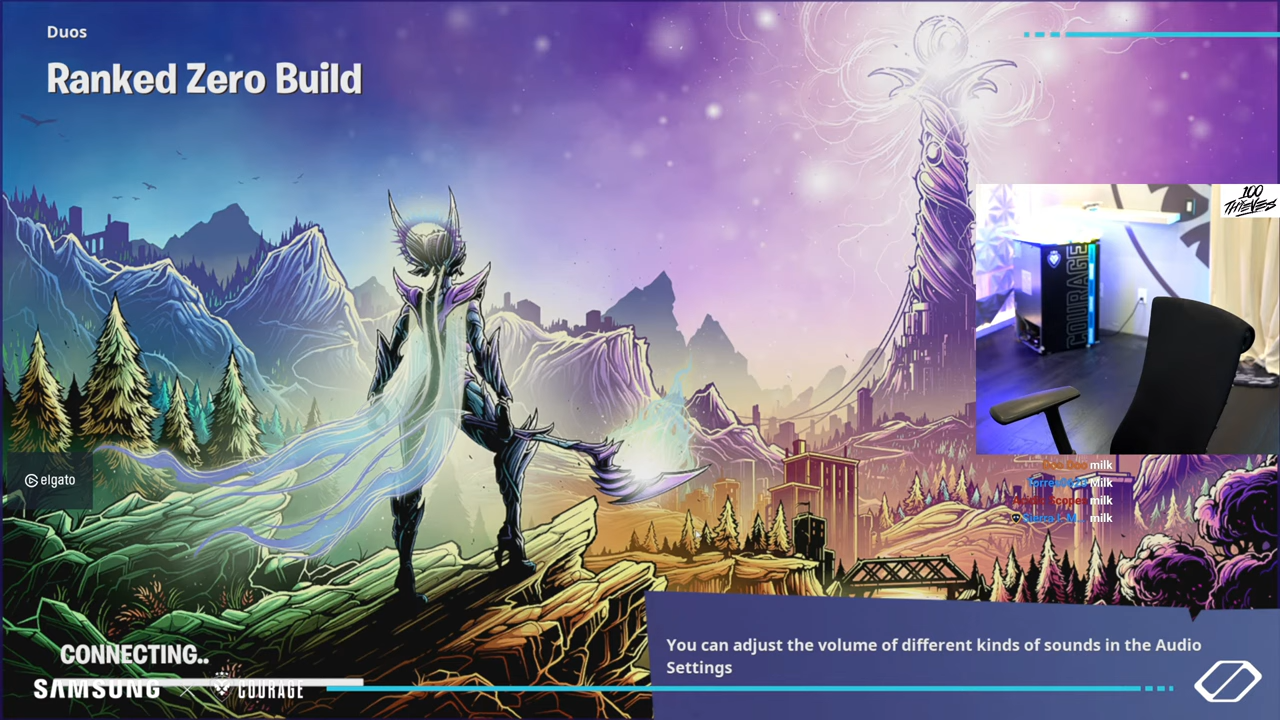 Duos
Ranked Zero Build
100
THIEVES
COURAGE
elgato
milk
Milk
milk
milk
CONNECTING..
You can adjust the volume of different kinds of sounds in the Audio
Settings
SAMSUNG
COURAGE